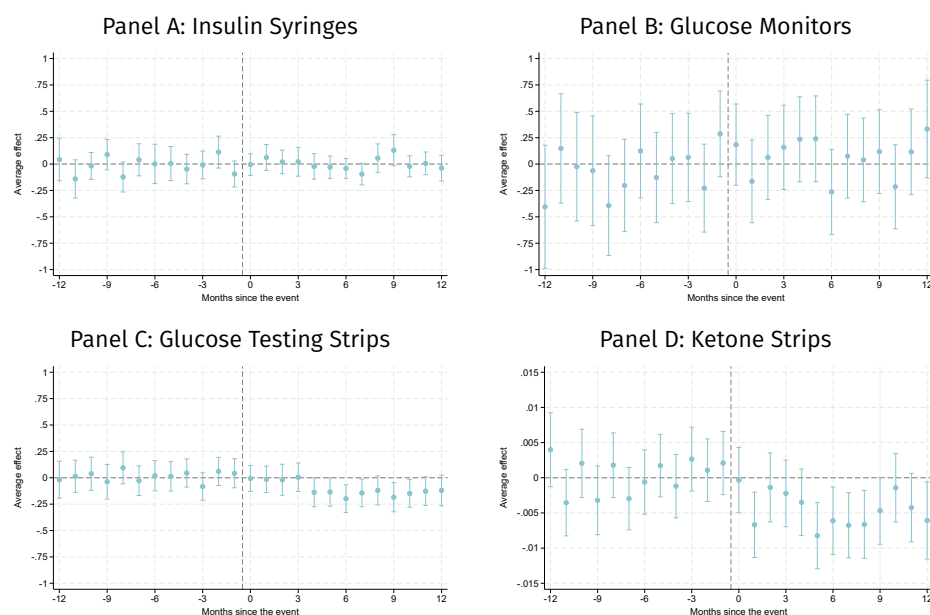 Panel A: Insulin Syringes
1
.75
.5
.25
0
-.25
-.5
-.75
-1
Average effect
-12 -9 -6 -3 0 3 6 9 12
Months since the event
Panel B: Glucose Monitors
1
.75
.5
.25
0
-.25
-.5
-.75
-1
Average effect
-12 -9 -6 -3 0 3 6 9 12
Months since the event
Panel C: Glucose Testing Strips
1
.75
.5
.25
0
-.25
-.5
-.75
-1
Average effect
-12 -9 -6 -3 0 3 6 9 12
Months since the event
Panel D: Ketone Strips
.015
.01
.005
0
-.005
-.01
-.015
Average effect
-12 -9 -6 -3 0 3 6 9 12
Months since the event